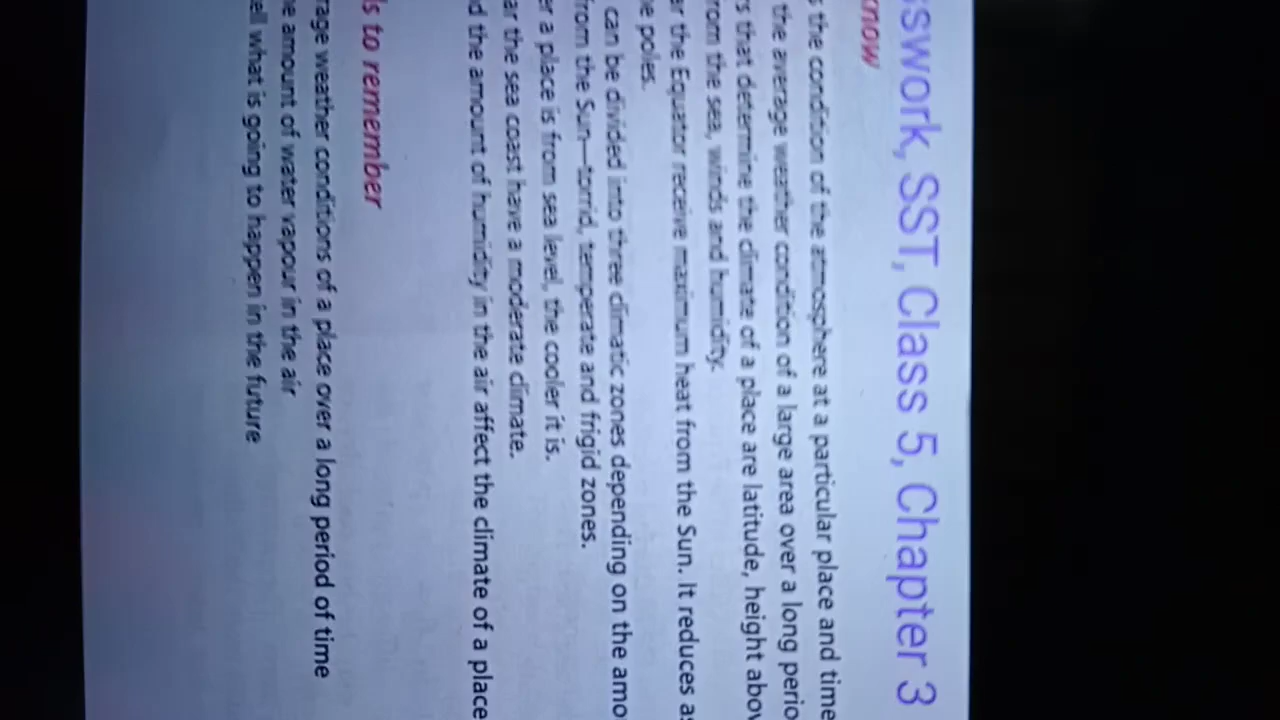 sswork, SST, Class 5, Chapter 3
know
s the condition of the atmosphere at a particular place and time
the average weather condition of a large area over a long perio
rs that determine the climate of a place are latitude, height abov
rom the sea, winds and humidity.
ar the Equator receive maximum heat from the Sun. It reduces as
e poles.
can be divided into three climatic zones depending on the amo
from the Sun—torrid, temperate and frigid zones.
er a place is from sea level, the cooler it is.
ar the sea coast have a moderate climate.
d the amount of humidity in the air affect the climate of a place
ls to remember
rage weather conditions of a place over a long period of time
e amount of water vapour in the air
ell what is going to happen in the future